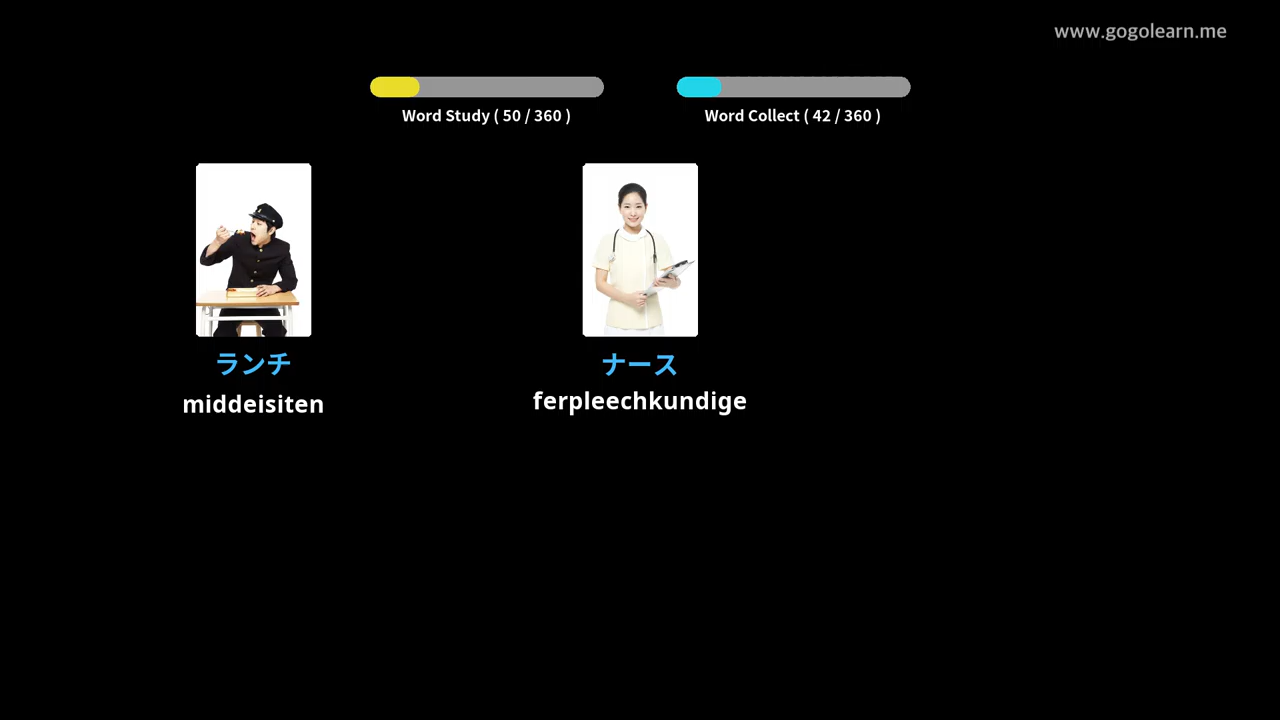 www.gogolearn.me
Word Study ( 50 / 360 )
Word Collect ( 42 / 360 )
ランチ
middeisiten
ナース
ferpleechkundige